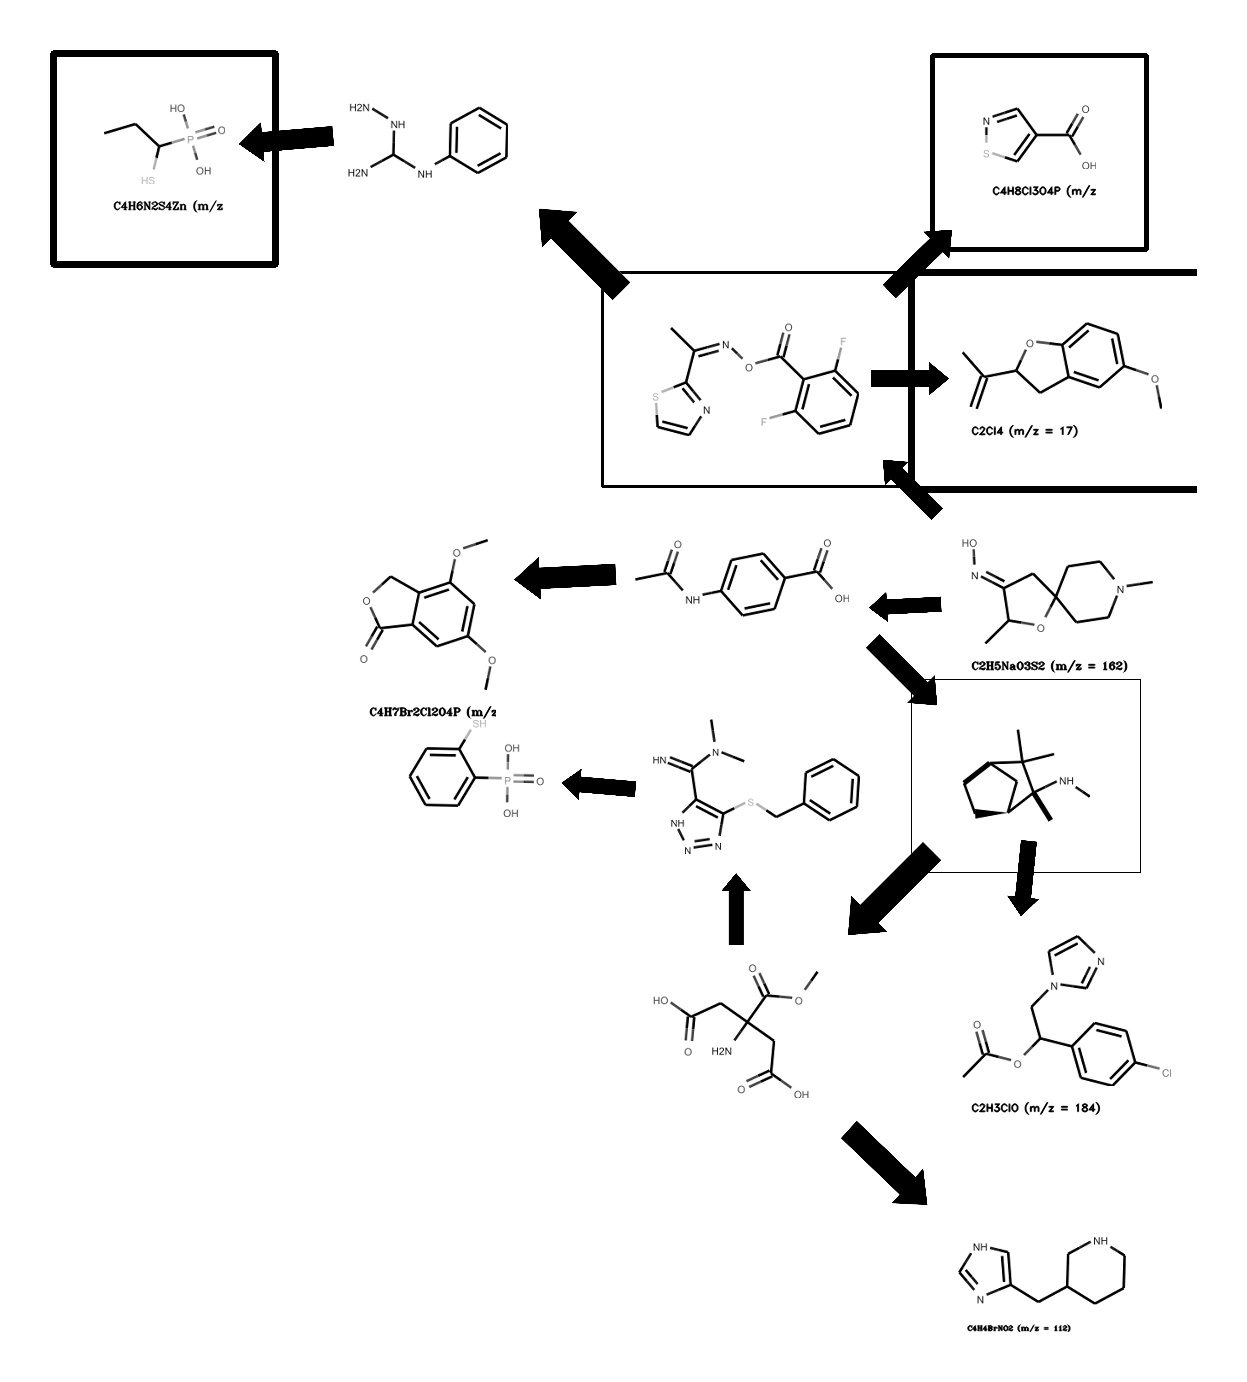 HO
P
O
OH
HS
C4H6N2S4Zn (m/z
H2N
NH
H2N
NH
N
S
O
OH
C4H8Cl3O4P (m/z
N
O
O
F
S
N
F
O
O
C2Cl4 (m/z = 17)
O
O
O
O
C4H7Br2Cl2O4P (m/z
O
NH
O
OH
HO
N
N
O
C2H5NaO3S2 (m/z = 162)
SH
OH
P
O
OH
HN
N
NH
N
N
S
NH
HO
O
O
O
H2N
O
OH
N
N
O
O
Cl
C2H3ClO (m/z = 184)
NH
N
NH
C4H4BrNO2 (m/z = 112)